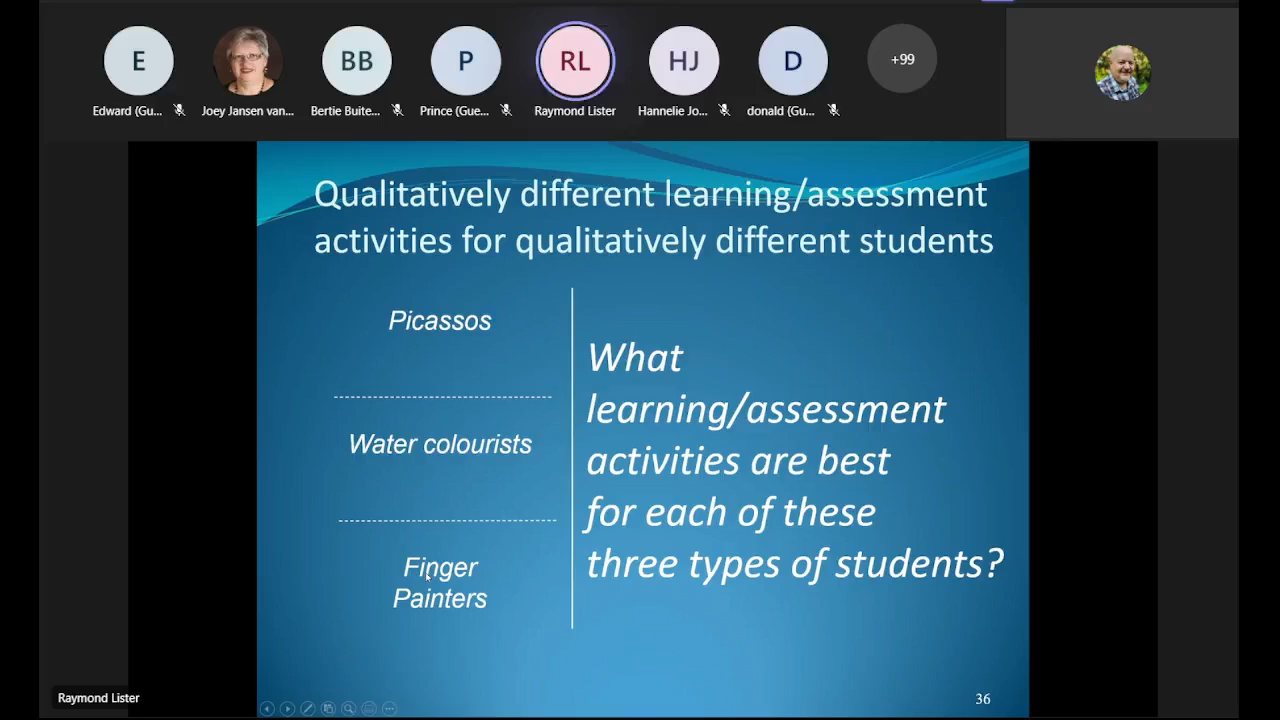 E
BB
P
RL
HJ
D
+99
Edward (Gu...
Joey Jansen van...
Bertie Buite...
Prince (Gue...
Raymond Lister
Hannelie Jo...
donald (Gu...
Qualitatively different learning/assessment
activities for qualitatively different students
Picassos
Water colourists
Finger
Painters
What
learning/assessment
activities are best
for each of these
three types of students?
Raymond Lister
36